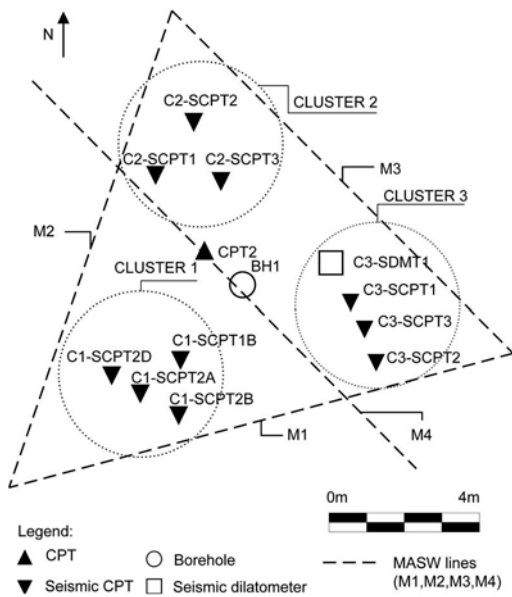 N
C2-SCPT2
CLUSTER 2
C2-SCPT1
C2-SCPT3
M3
CLUSTER 3
M2
CPT2
CLUSTER 1
BH1
C3-SDMT1
C3-SCPT1
C3-SCPT3
C3-SCPT2
C1-SCPT1B
C1-SCPT2D
C1-SCPT2A
C1-SCPT2B
M1
M4
0m 4m
Legend:
CPT
Borehole
MASW lines
Seismic CPT
Seismic dilatometer
(M1,M2,M3,M4)